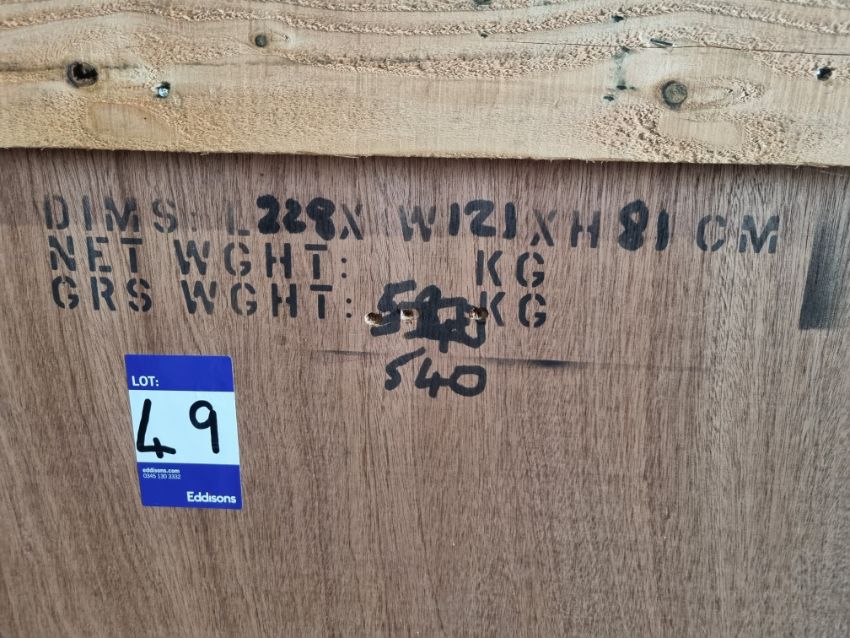 DIMS: L228X W121XH81CM
NET WGHT: KG
GRS WGHT: KG
540
LOT:
49
eddisons.com
0345 130 3332
Eddisons